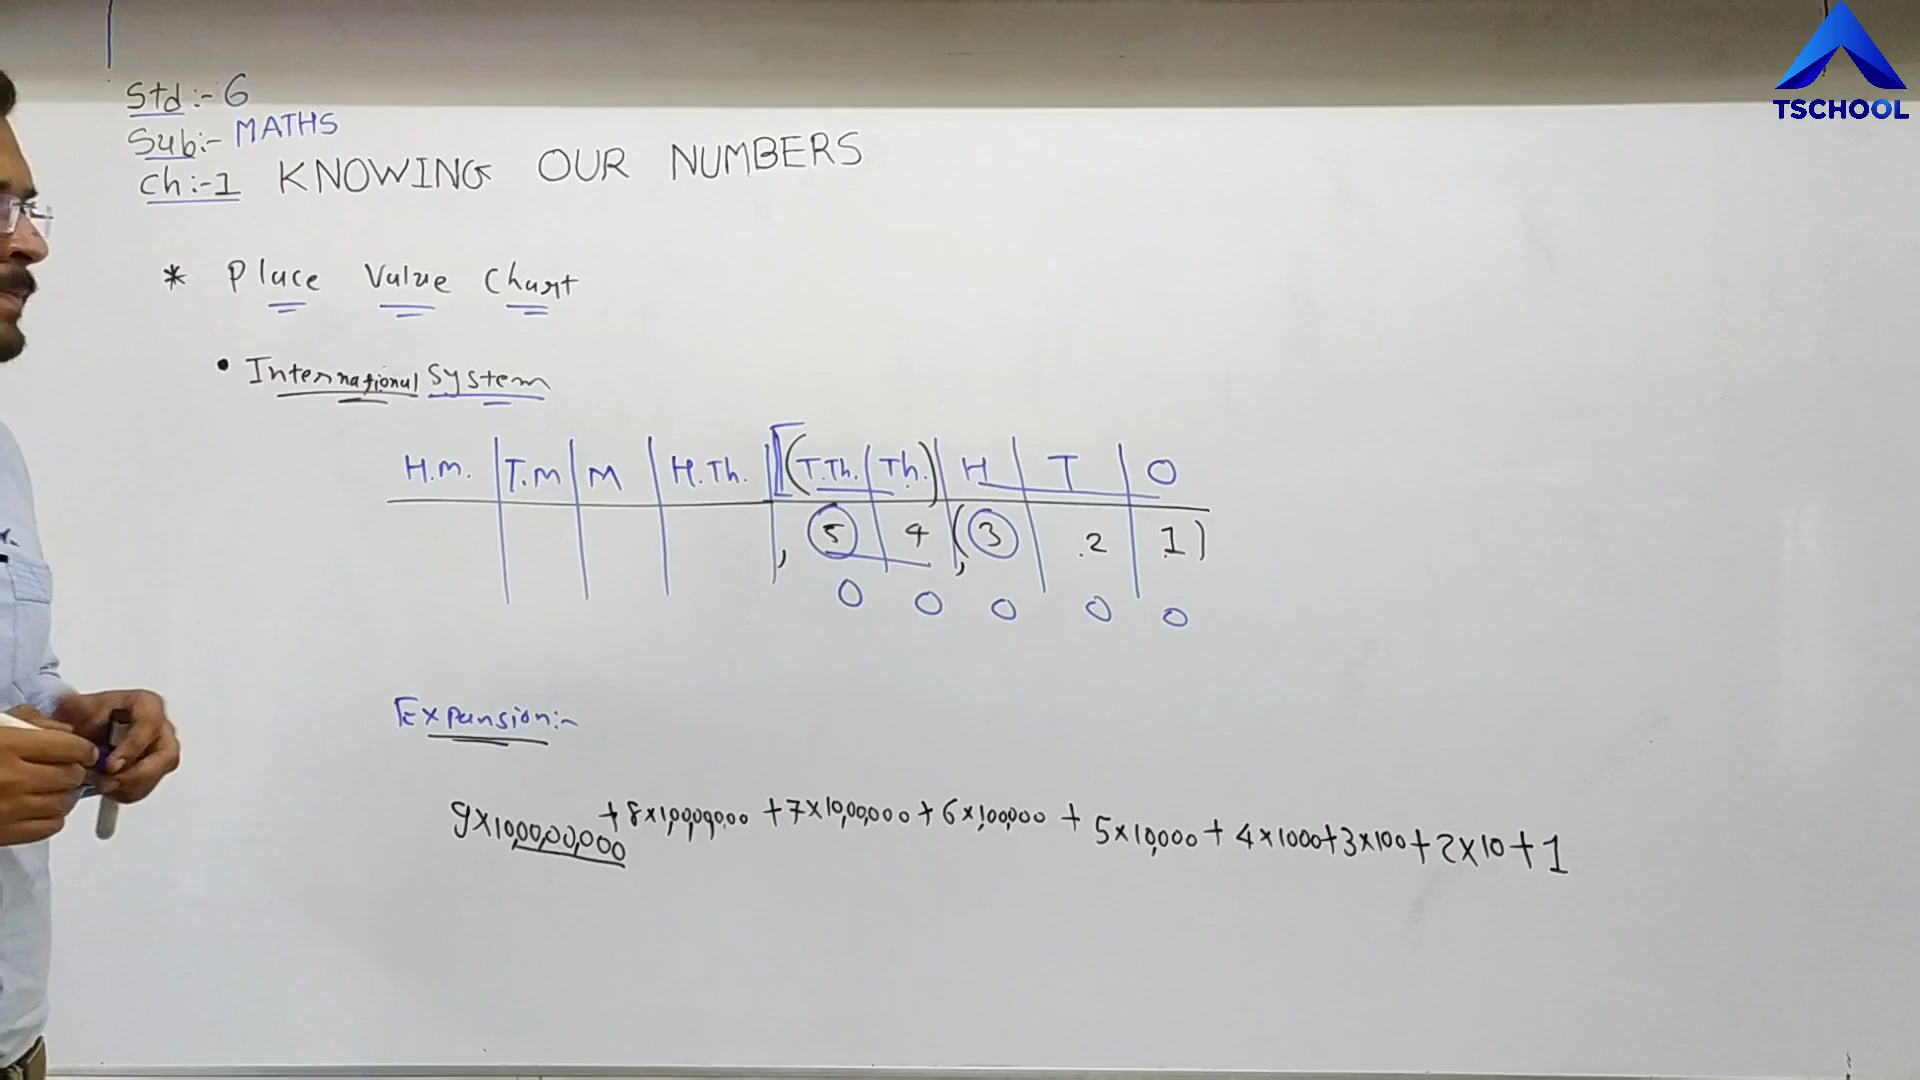 TSCHOOL
Std :- 6
Sub:- MATHS
Ch:-1 KNOWING OUR NUMBERS
* Place Value Chart
• International System
H.M. T.M M H.Th. (T.Th. Th.) H T O
, 5 4 , (3 2 1)
0 0 0 0 0
Expansion:-
9×10,00,00,000 +8×1,00,00,000 +7×10,00,000 + 6×1,00,000 + 5×10,000 + 4×1000+3×100+2×10+1